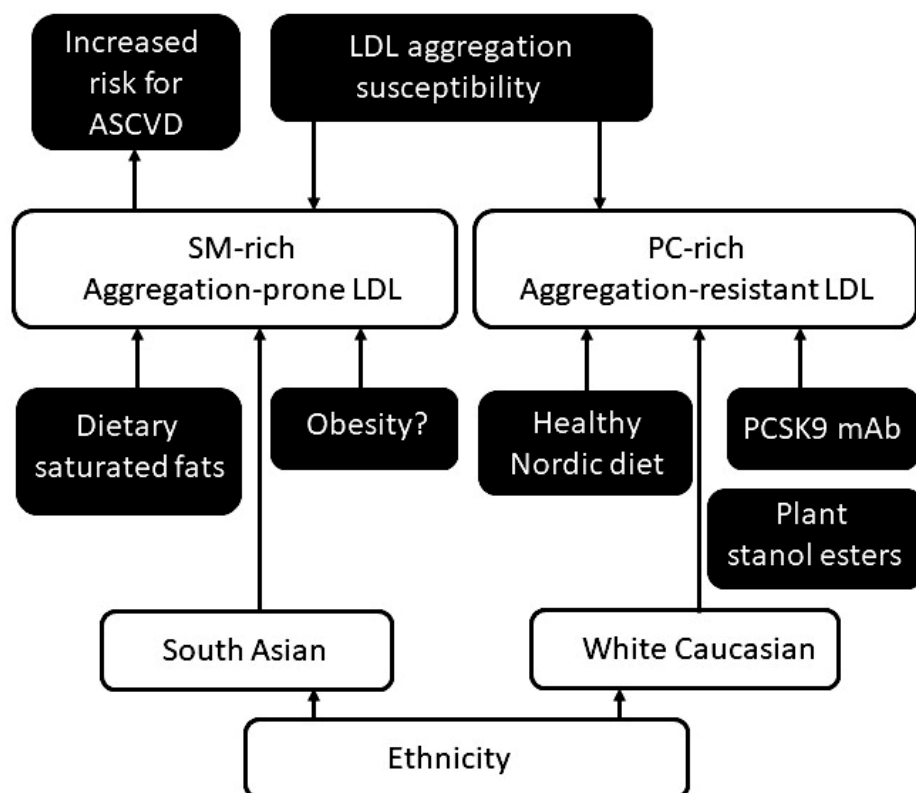 Increased
risk for
ASCVD
LDL aggregation
susceptibility
SM-rich
Aggregation-prone LDL
PC-rich
Aggregation-resistant LDL
Dietary
saturated fats
Obesity?
Healthy
Nordic diet
PCSK9 mAb
Plant
stanol esters
South Asian
White Caucasian
Ethnicity